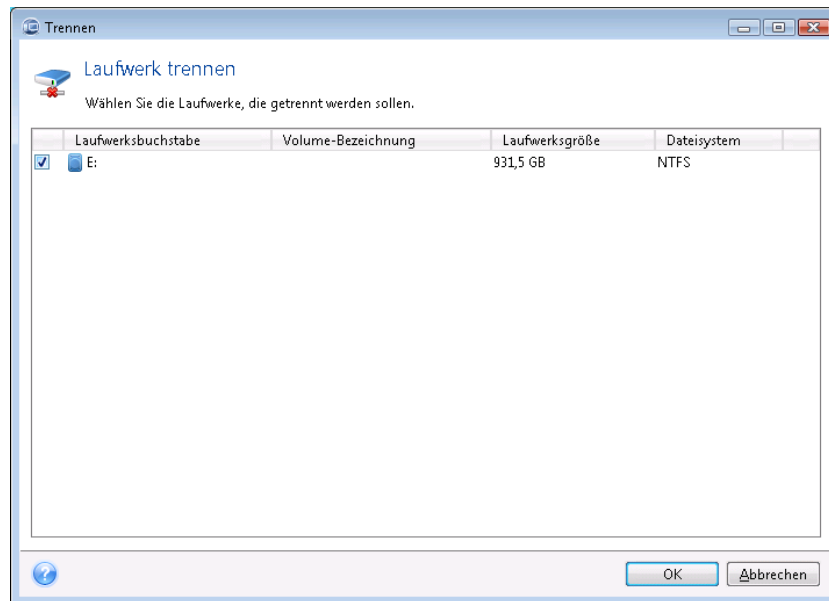 Trennen
Laufwerk trennen
Wählen Sie die Laufwerke, die getrennt werden sollen.
Laufwerksbuchstabe Volume-Bezeichnung Laufwerksgröße Dateisystem
E: 931,5 GB NTFS
OK Abbrechen